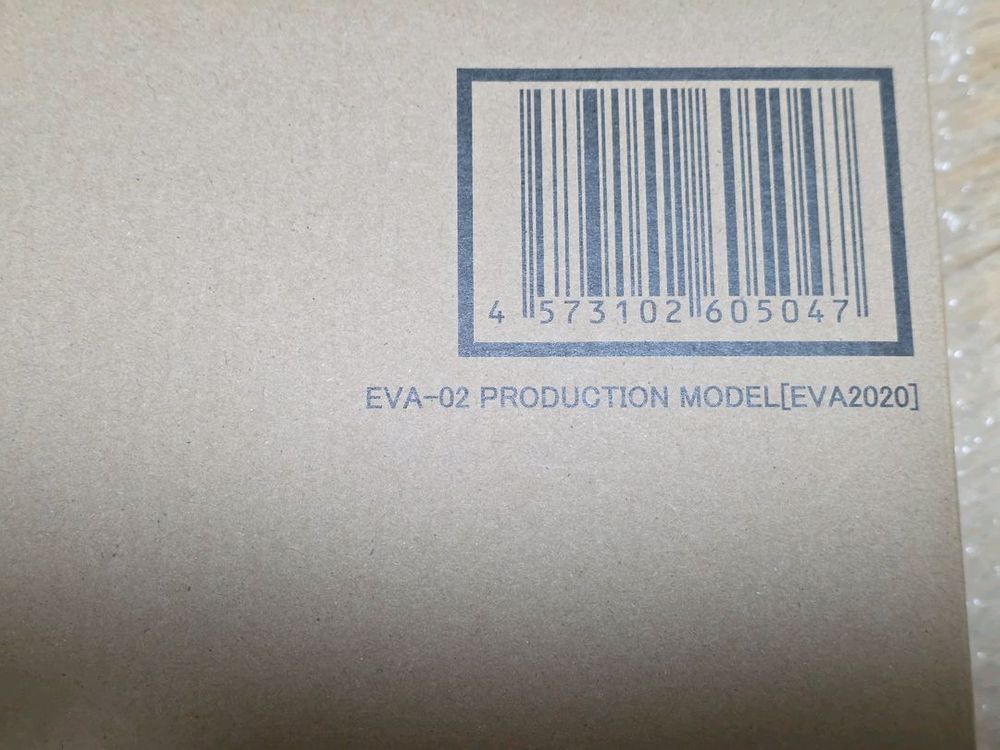 4 573102 605047
EVA-02 PRODUCTION MODEL[EVA2020]